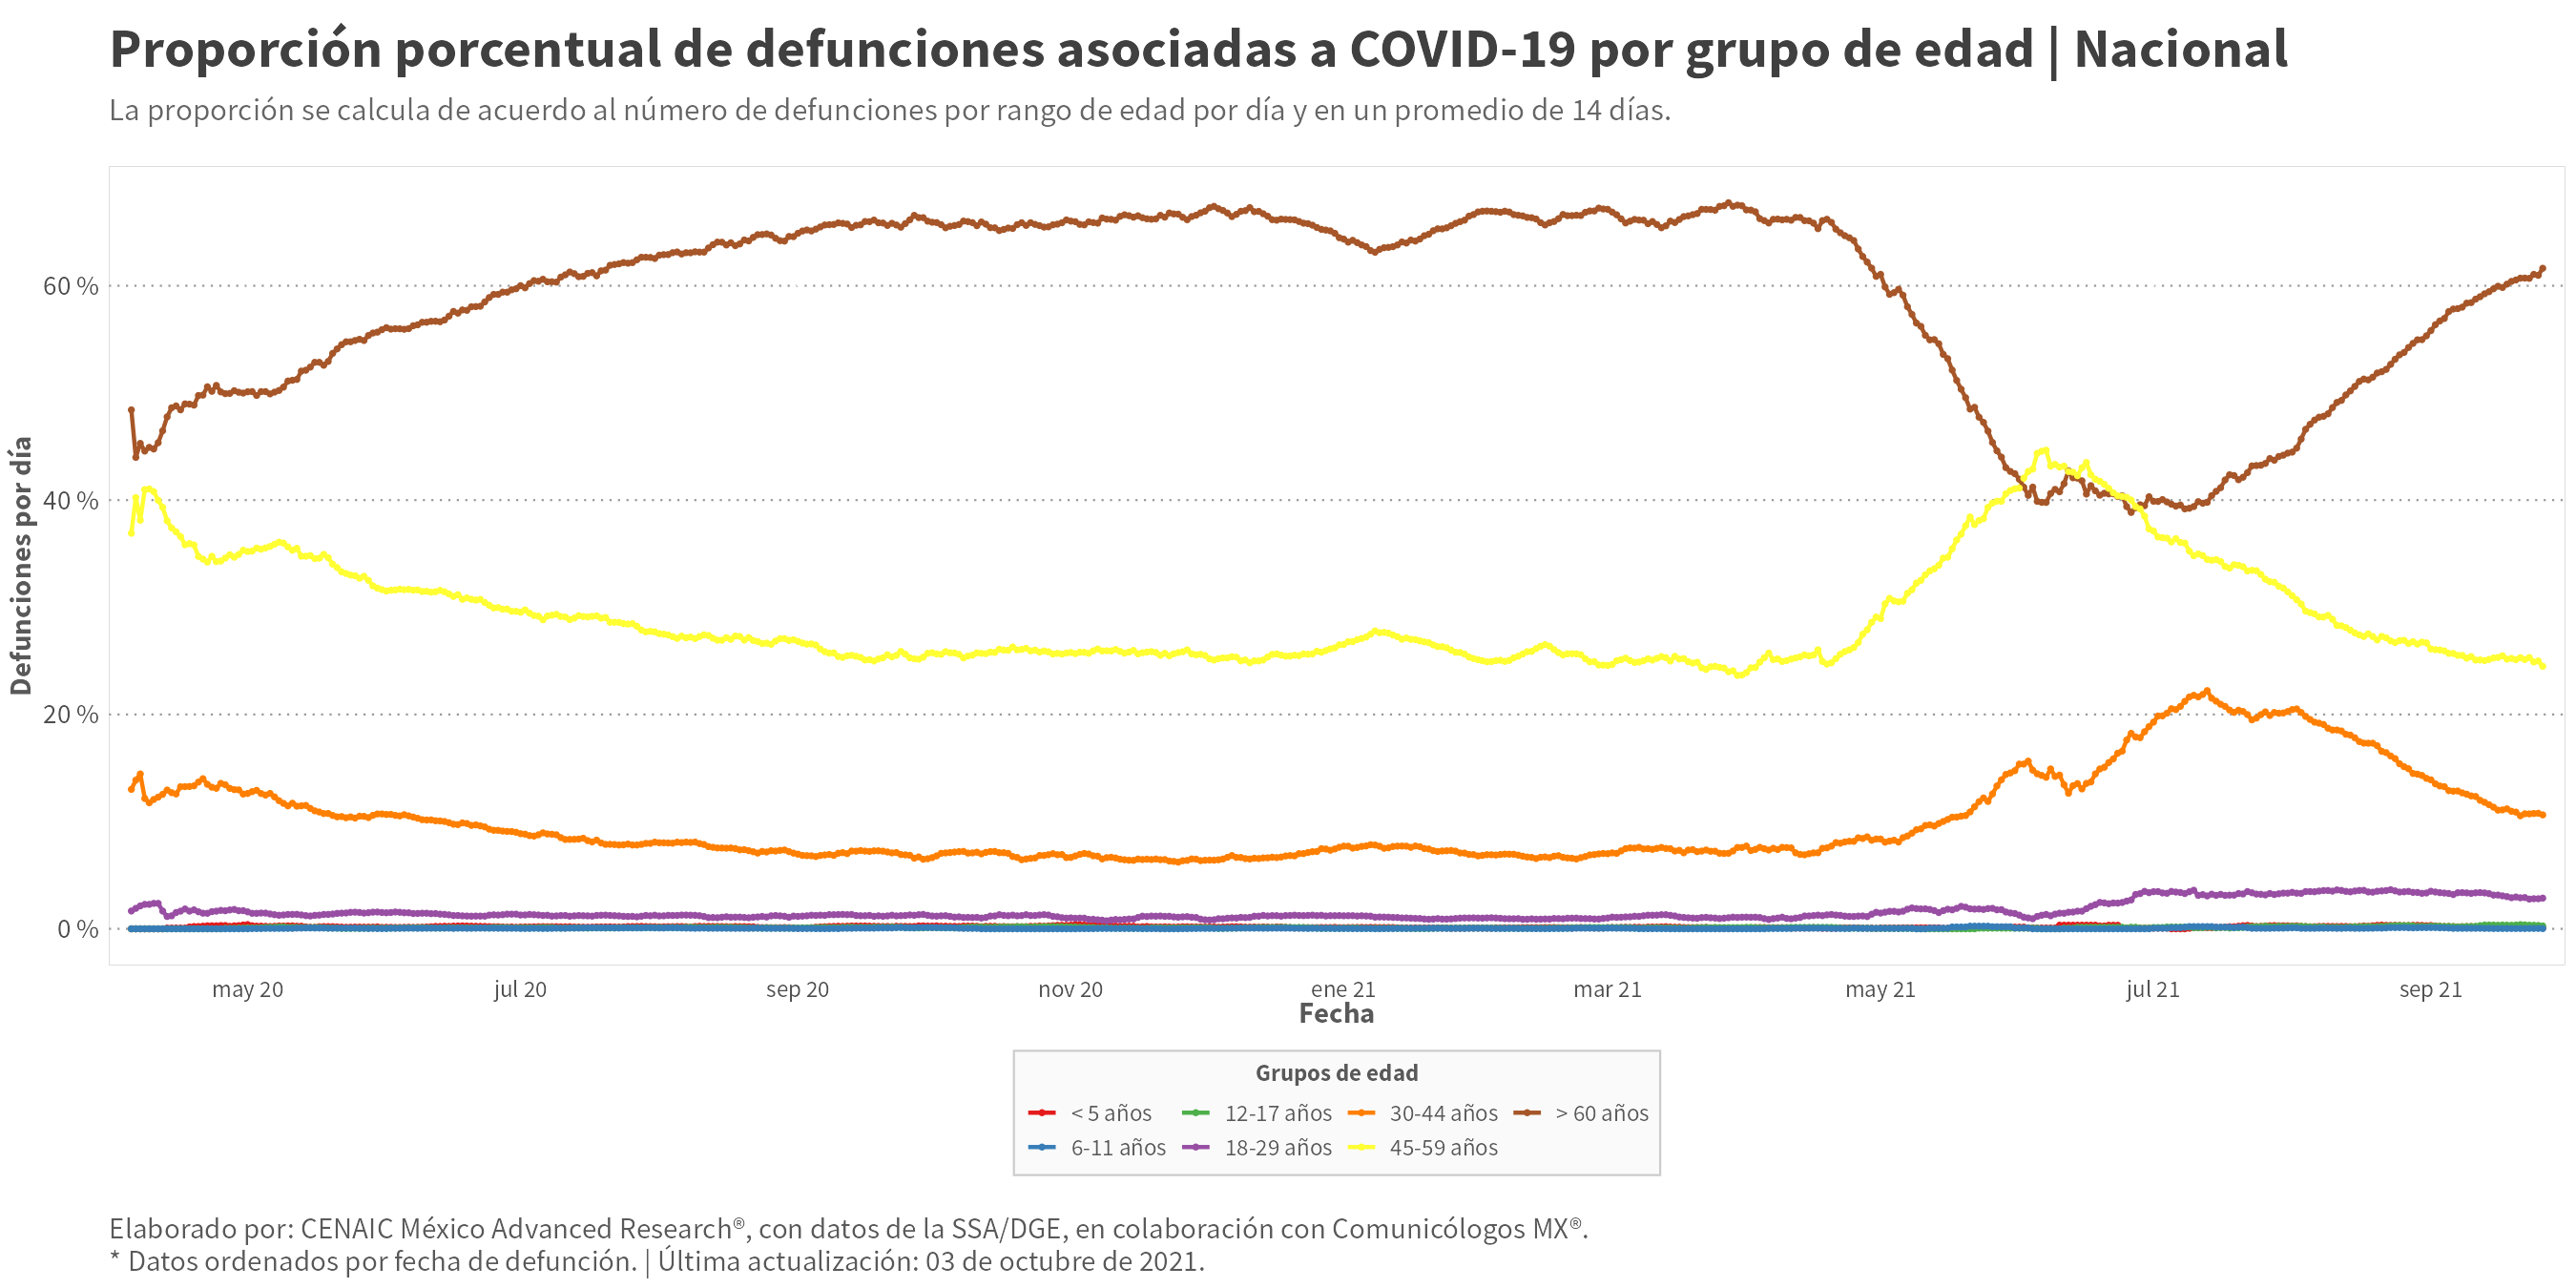 Proporción porcentual de defunciones asociadas a COVID-19 por grupo de edad | Nacional
La proporción se calcula de acuerdo al número de defunciones por rango de edad por día y en un promedio de 14 días.
Defunciones por día
60 %
40 %
20 %
0 %
may 20 jul 20 sep 20 nov 20 ene 21 mar 21 may 21 jul 21 sep 21
Fecha
Grupos de edad
< 5 años 12-17 años 30-44 años > 60 años
6-11 años 18-29 años 45-59 años
Elaborado por: CENAIC México Advanced Research®, con datos de la SSA/DGE, en colaboración con Comunicólogos MX®.
* Datos ordenados por fecha de defunción. | Última actualización: 03 de octubre de 2021.